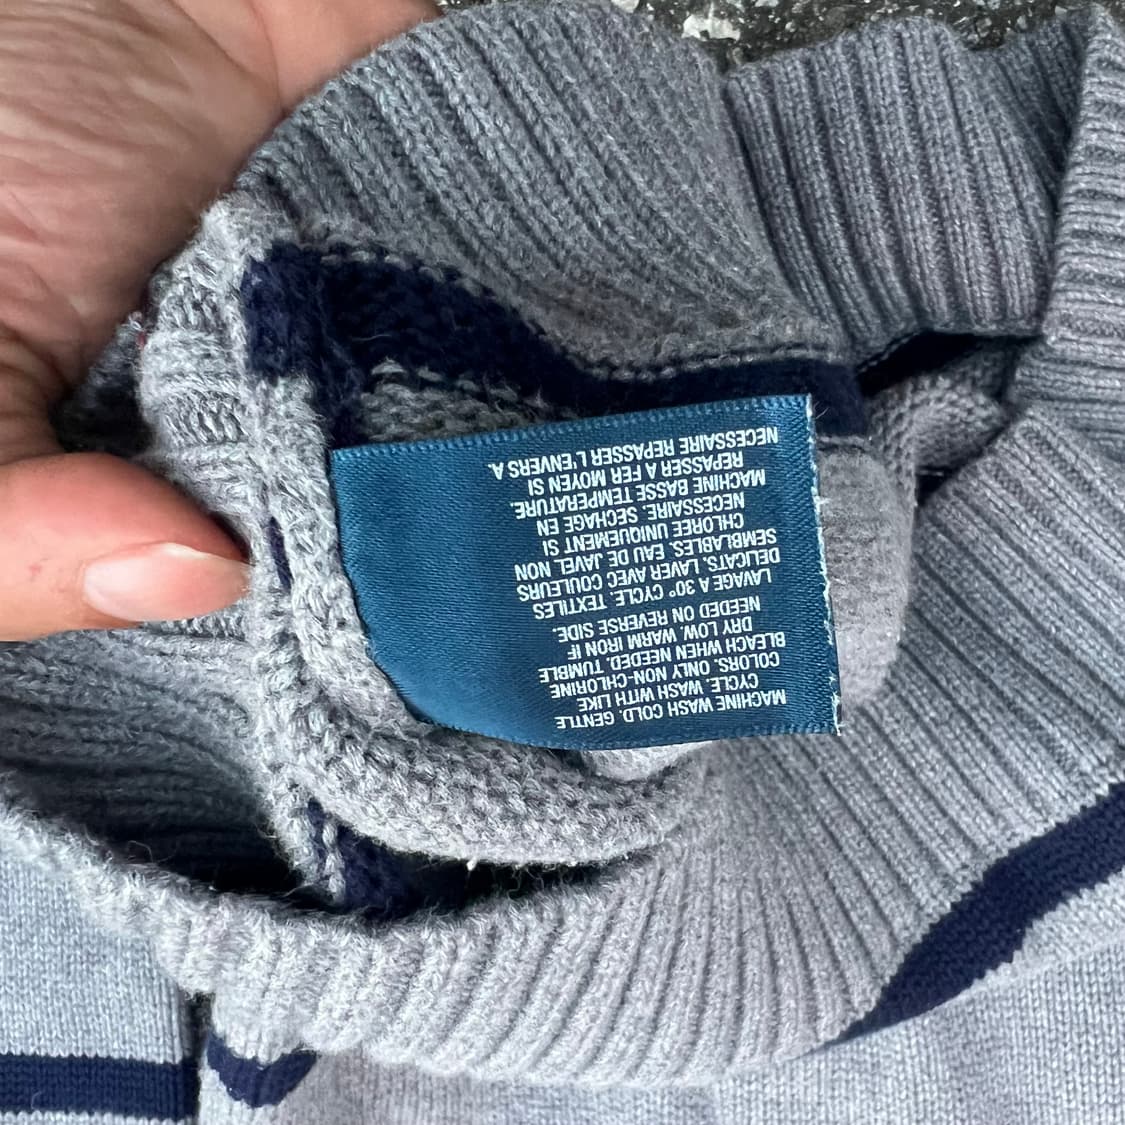 MACHINE WASH COLD. GENTLE
CYCLE. WASH WITH LIKE
COLORS. ONLY NON-CHLORINE
BLEACH WHEN NEEDED. TUMBLE
DRY LOW. WARM IRON IF
NEEDED ON REVERSE SIDE.
LAVAGE A 30° CYCLE. TEXTILES
DELICATS. LAVER AVEC COULEURS
SEMBLABLES. EAU DE JAVEL NON
CHLOREE UNIQUEMENT SI
NECESSAIRE. SECHAGE EN
MACHINE BASSE TEMPERATURE.
REPASSER A FER MOYEN SI
NECESSAIRE REPASSER L'ENVERS A.